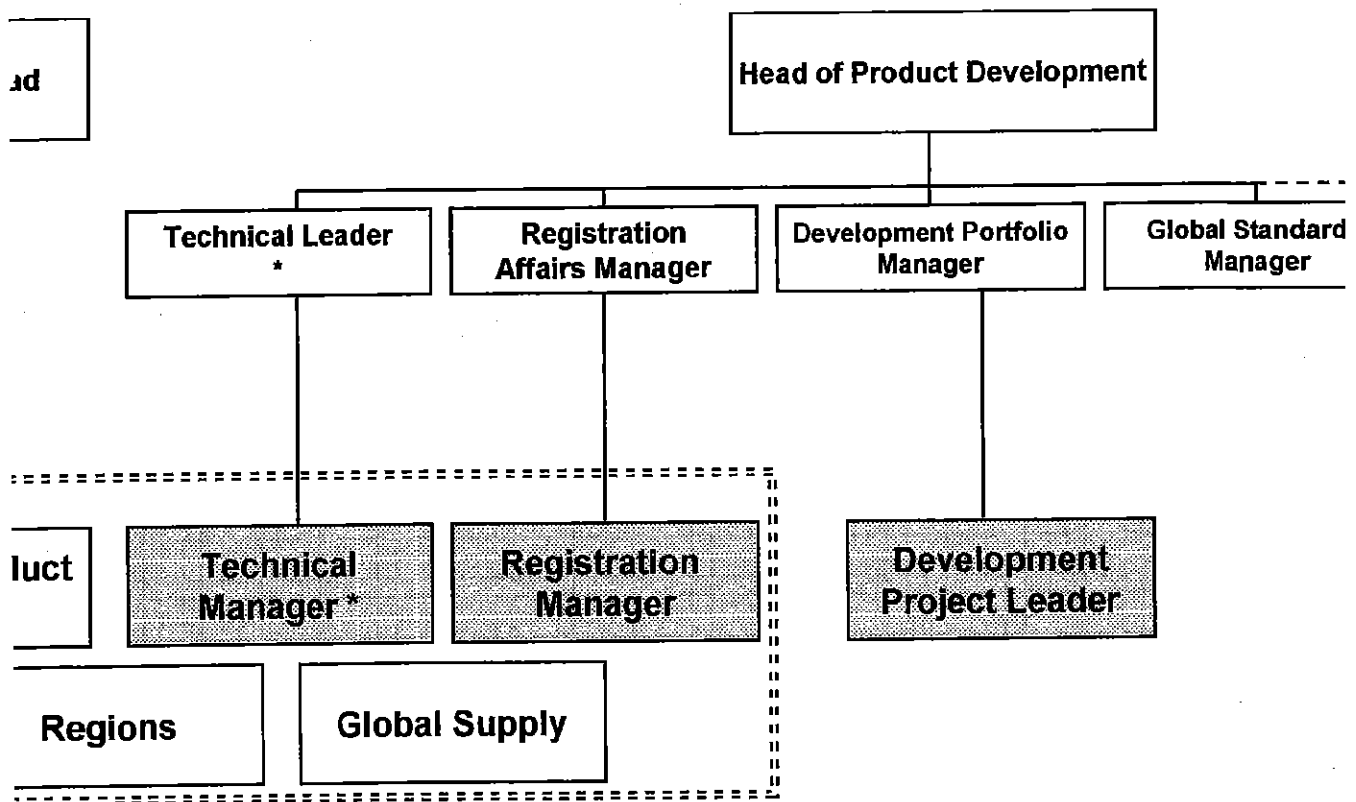 ad
Head of Product Development
Technical Leader
*
Registration
Affairs Manager
Development Portfolio
Manager
Global Standard
Manager
luct
Technical
Manager *
Registration
Manager
Development
Project Leader
Regions
Global Supply